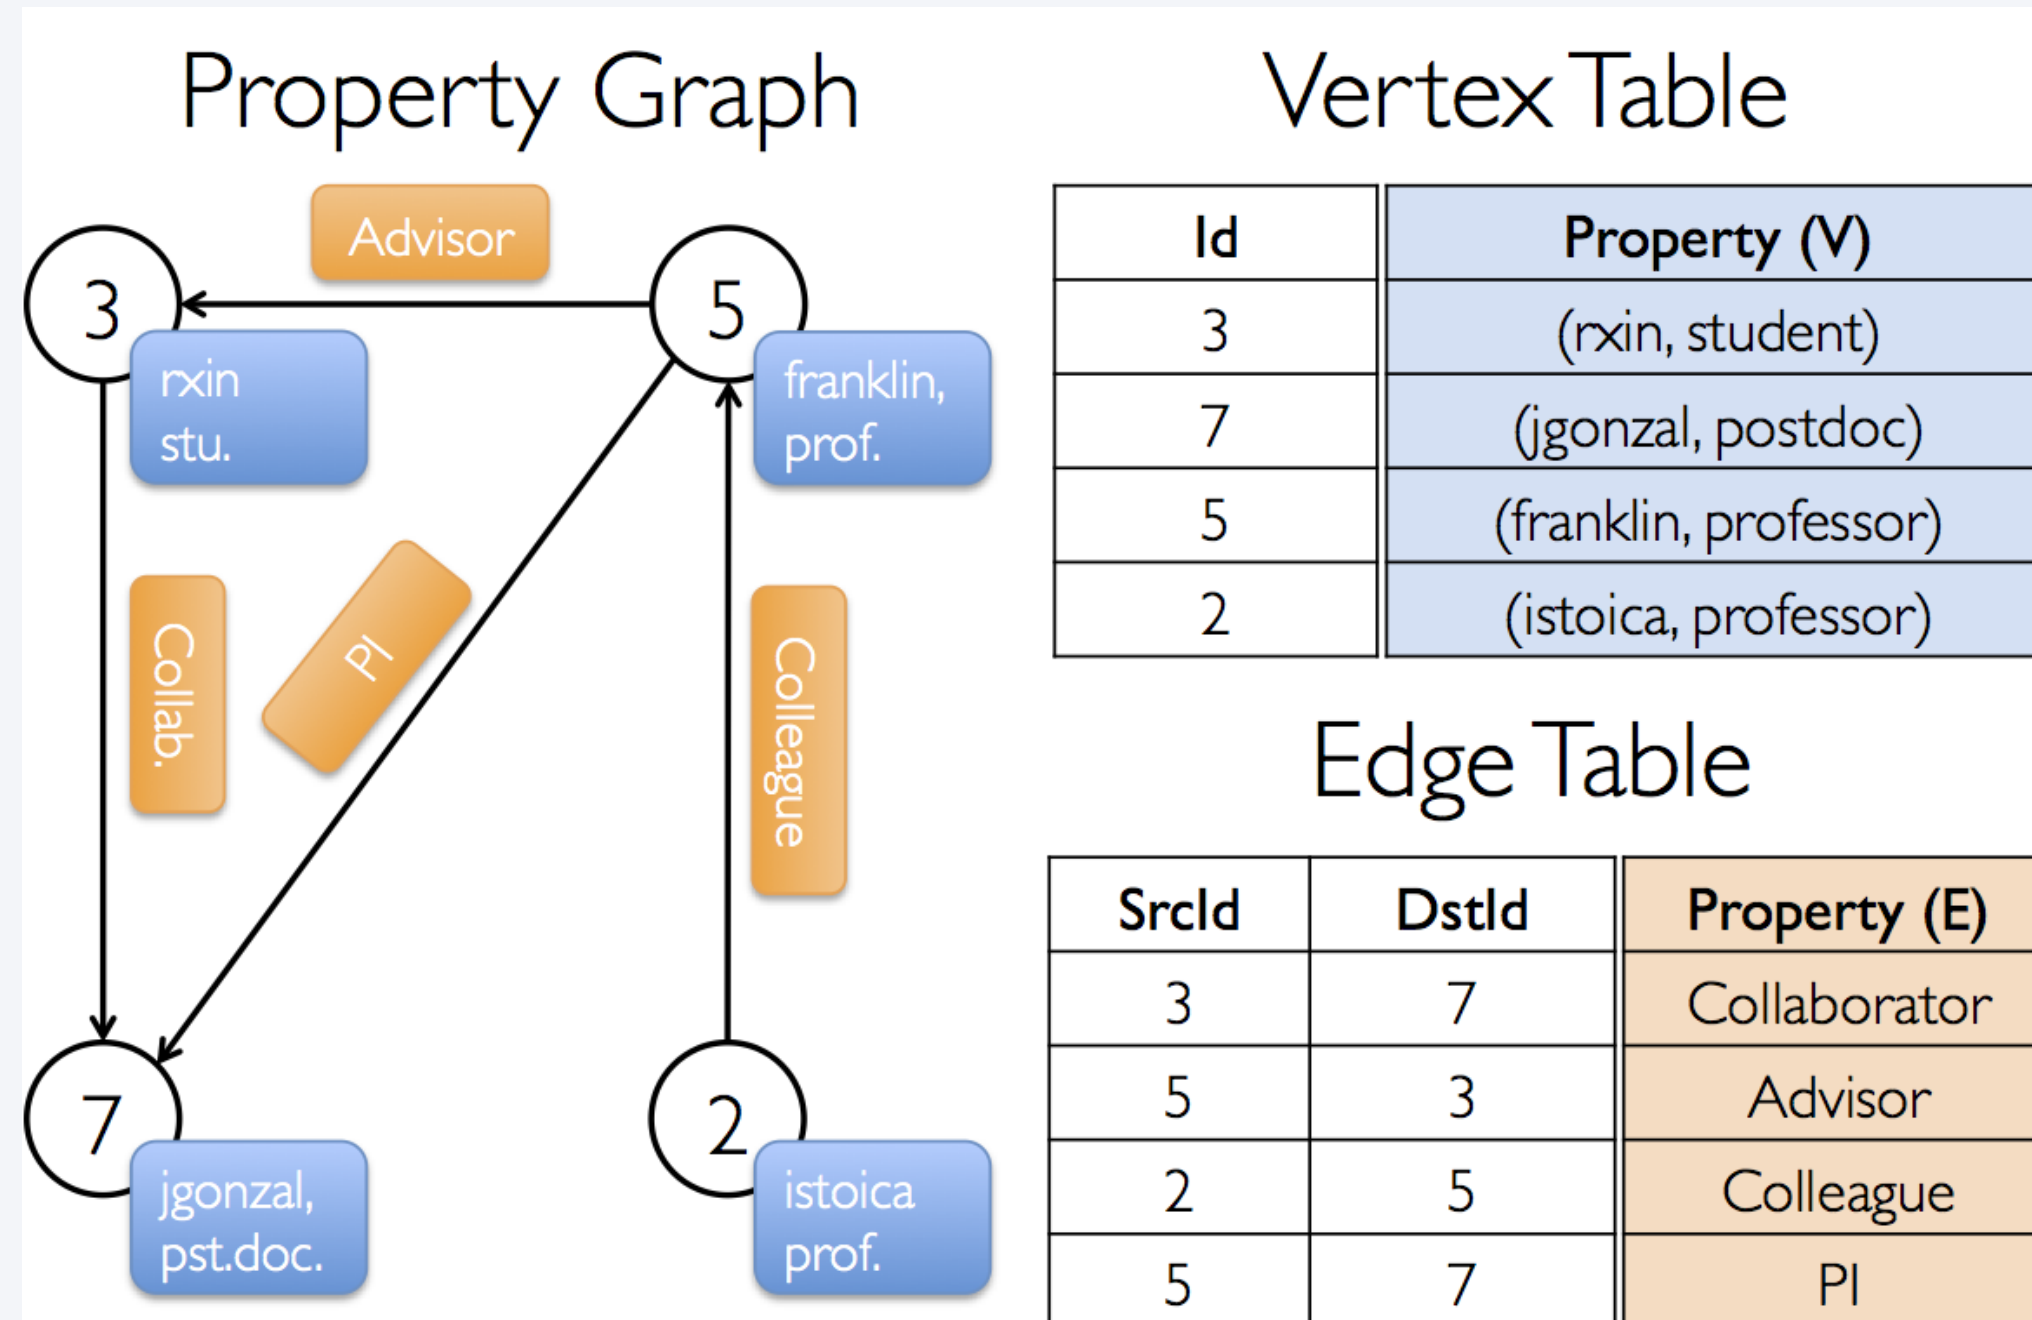 Property Graph
Advisor
3
rxin
stu.
5
franklin,
prof.
Collab.
PI
Colleague
7
jgonzal,
pst.doc.
2
istoica
prof.
Vertex Table
Id Property (V)
3 (rxin, student)
7 (jgonzal, postdoc)
5 (franklin, professor)
2 (istoica, professor)
Edge Table
SrcId DstId Property (E)
3 7 Collaborator
5 3 Advisor
2 5 Colleague
5 7 PI